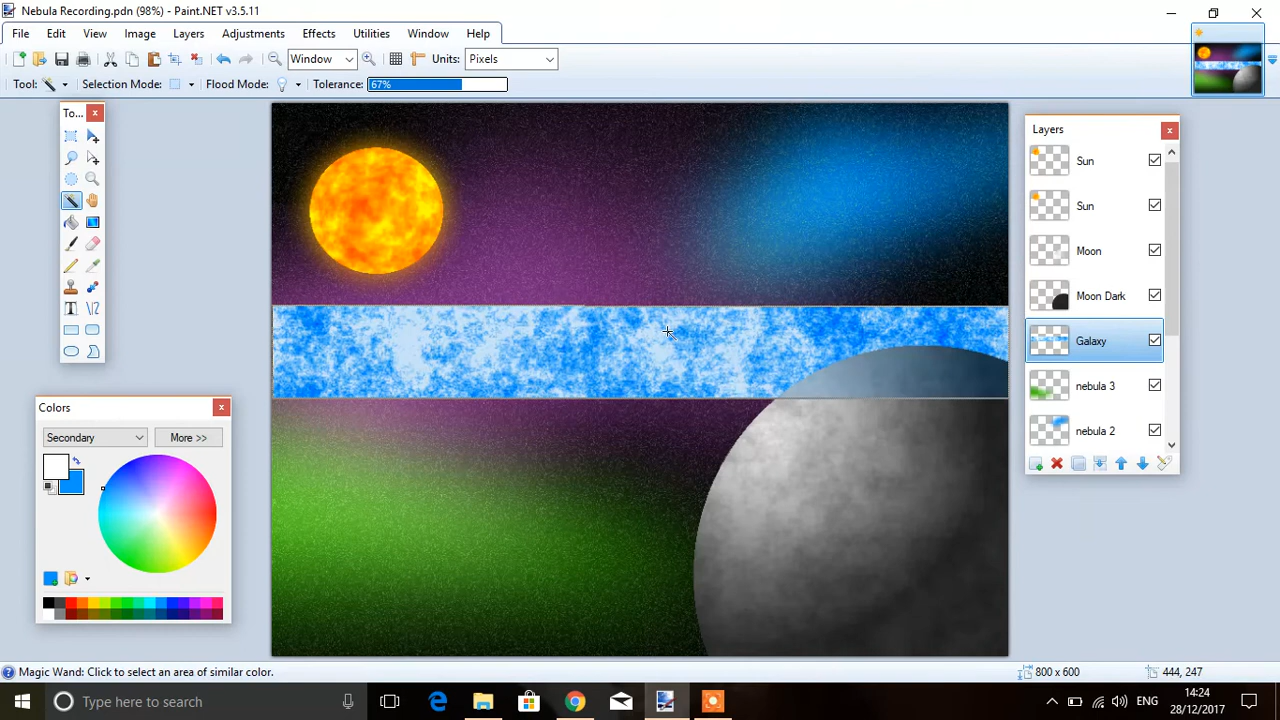 Nebula Recording.pdn (98%) - Paint.NET v3.5.11
File Edit View Image Layers Adjustments Effects Utilities Window Help
Window Units: Pixels
Tool: Selection Mode: Flood Mode: Tolerance: 67%
To...
Layers
Sun
Sun
Moon
Moon Dark
Galaxy
nebula 3
nebula 2
Colors
Secondary More >>
Magic Wand: Click to select an area of similar color. 800 x 600 444, 247
Type here to search ENG 14:24
28/12/2017